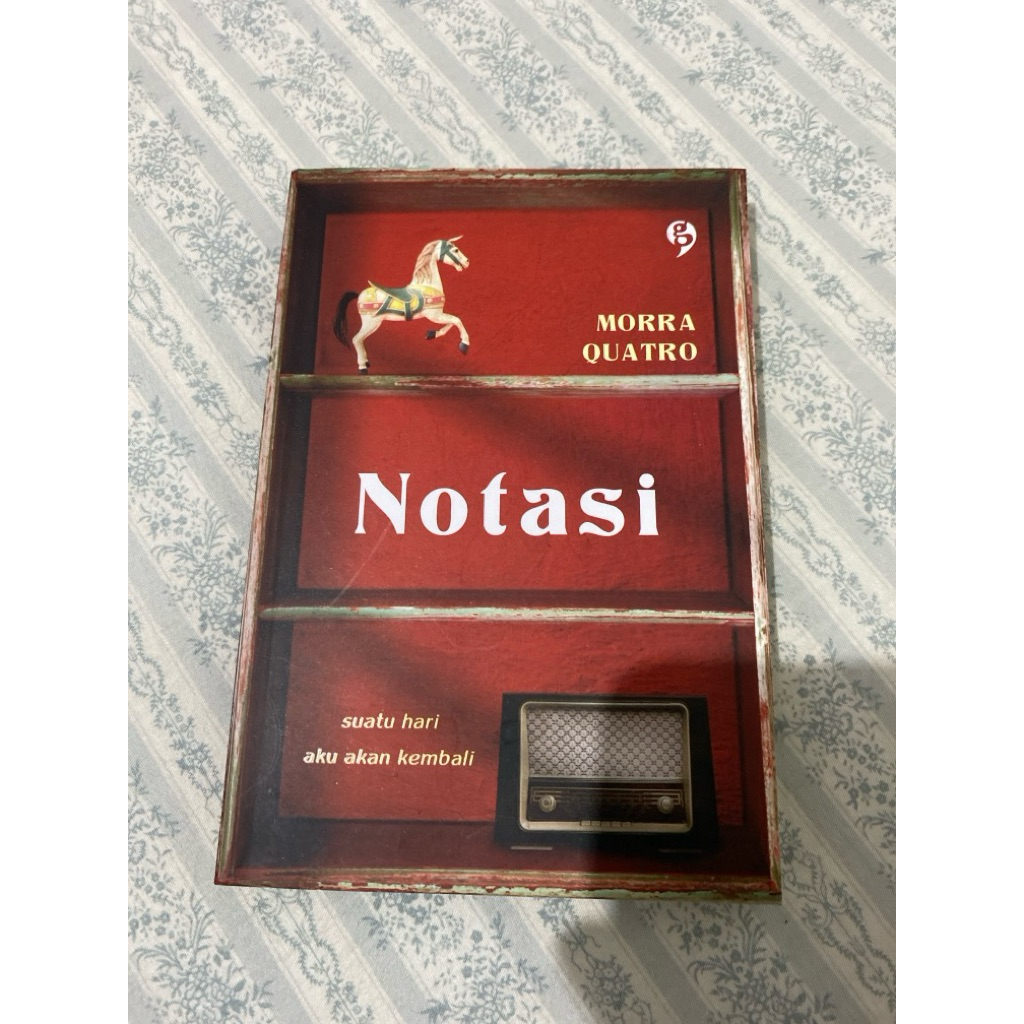 MORRA
QUATRO
Notasi
suatu hari
aku akan kembali